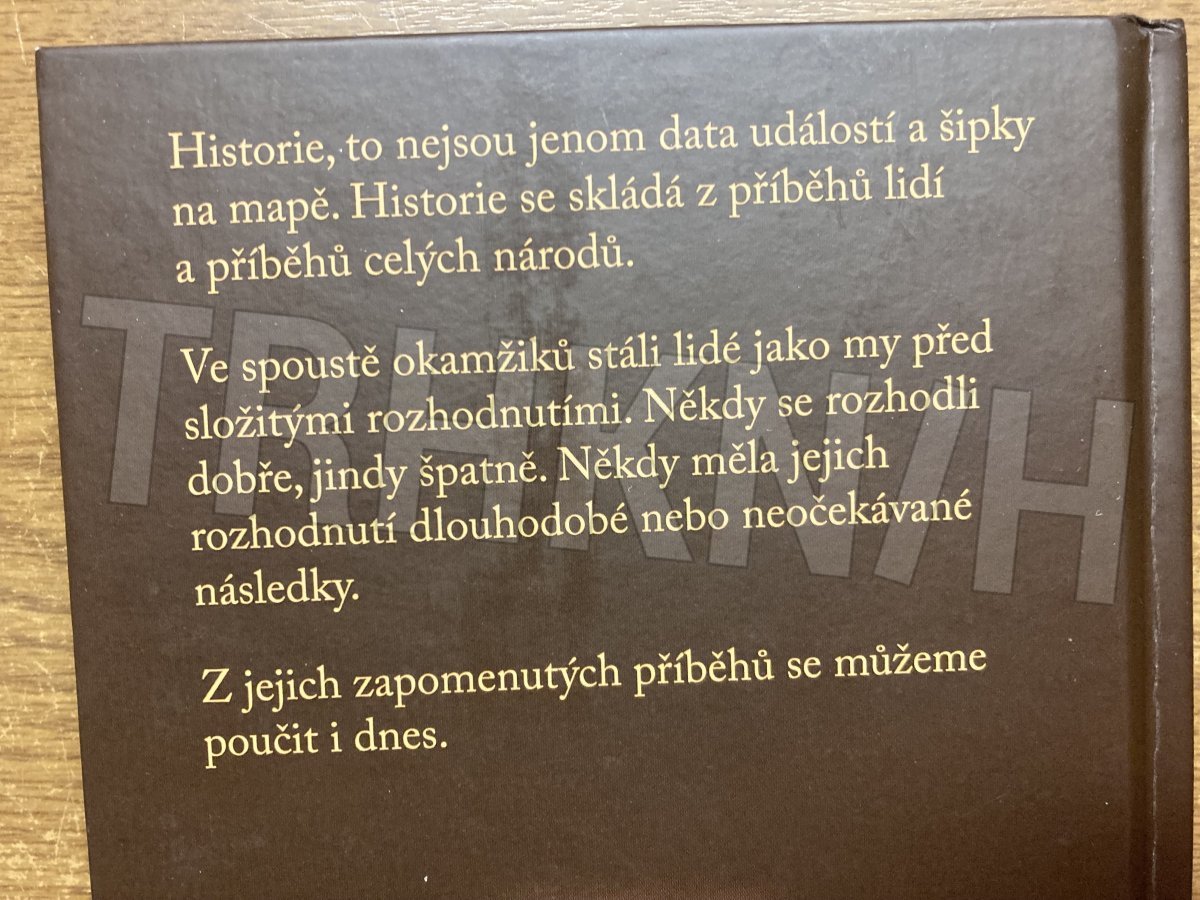 Historie, to nejsou jenom data událostí a šipky
na mapě. Historie se skládá z příběhů lidí
a příběhů celých národů.
Ve spoustě okamžiků stáli lidé jako my před
složitými rozhodnutími. Někdy se rozhodli
dobře, jindy špatně. Někdy měla jejich
rozhodnutí dlouhodobé nebo neočekávané
následky.
Z jejich zapomenutých příběhů se můžeme
poučit i dnes.
TRHKNIH